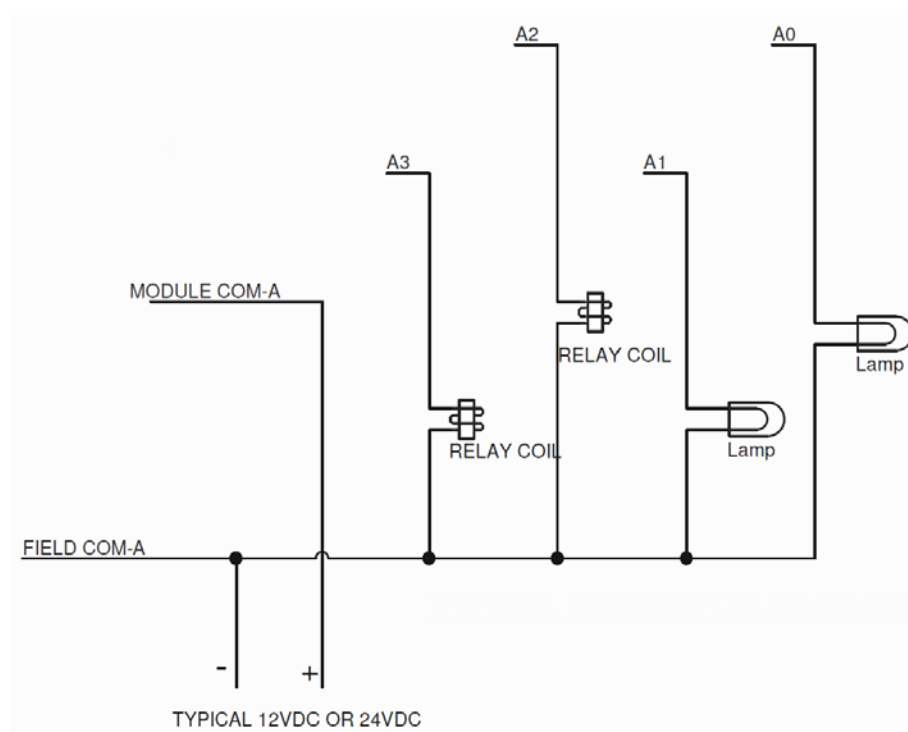 A2
A0
A3
A1
MODULE COM-A
RELAY COIL
Lamp
RELAY COIL
Lamp
FIELD COM-A
-
+
TYPICAL 12VDC OR 24VDC